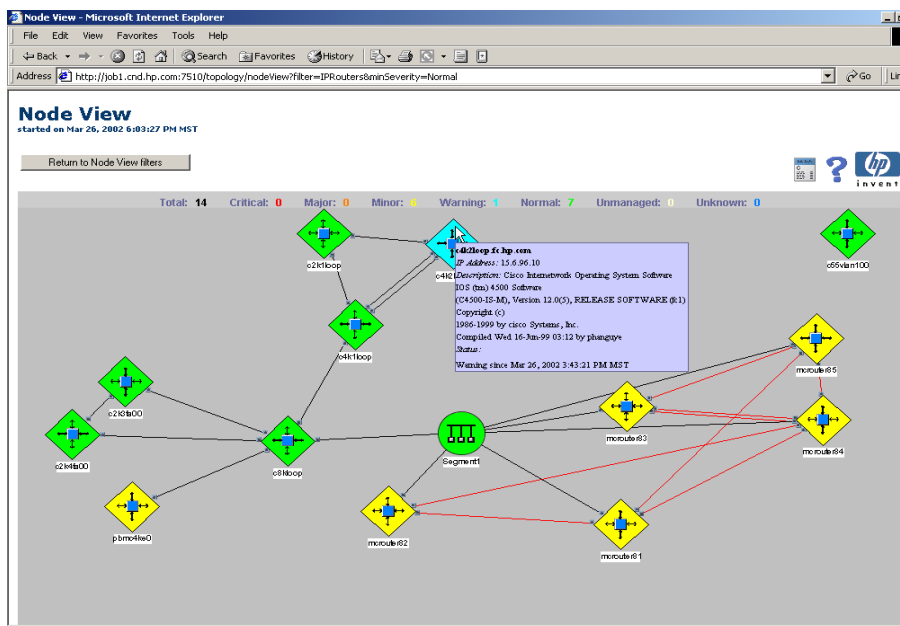 Node View - Microsoft Internet Explorer
File Edit View Favorites Tools Help
Back Search Favorites History
Address http://job1.cnd.hp.com:7510/topology/nodeView?filter=IPRouters&minSeverity=Normal Go
Node View
started on Mar 26, 2002 6:03:27 PM MST
Return to Node View filters
?
hp
invent
Total: 14 Critical: 0 Major: 0 Minor: 6 Warning: 1 Normal: 7 Unmanaged: 0 Unknown: 0
c2k1loop
c55vlan100
c4k2loop.fc.hp.com
IP Address: 15.6.96.10
Description: Cisco Internetwork Operating System Software
IOS (tm) 4500 Software
(C4500-IS-M), Version 12.0(5), RELEASE SOFTWARE (fc1)
Copyright (c)
1986-1999 by cisco Systems, Inc.
Compiled Wed 16-Jun-99 03:12 by phanguye
Status:
Warning since Mar 26, 2002 3:43:21 PM MST
c4k1loop
mcrouter85
c2k3fa00
mcrouter83
mcrouter84
c2k4fa00
c8kloop
Segment1
pbmc4ke0
mcrouter82
mcrouter81